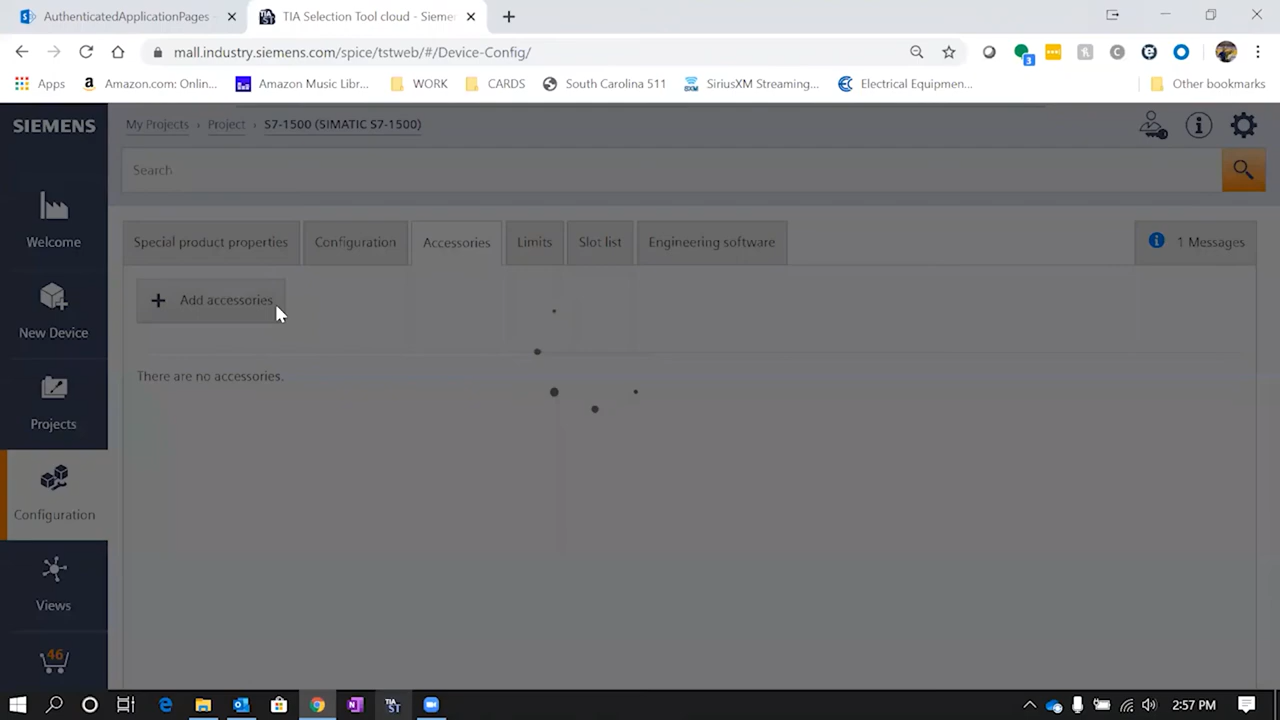 AuthenticatedApplicationPages
TIA Selection Tool cloud - Siemen
mall.industry.siemens.com/spice/tstweb/#/Device-Config/
3
Apps
Amazon.com: Onlin...
Amazon Music Libr...
WORK
CARDS
South Carolina 511
SiriusXM Streaming...
Electrical Equipmen...
Other bookmarks
SIEMENS
My Projects › Project › S7-1500 (SIMATIC S7-1500)
Search
Welcome
New Device
Projects
Configuration
Views
46
Special product properties
Configuration
Accessories
Limits
Slot list
Engineering software
1 Messages
+ Add accessories
There are no accessories.
2:57 PM